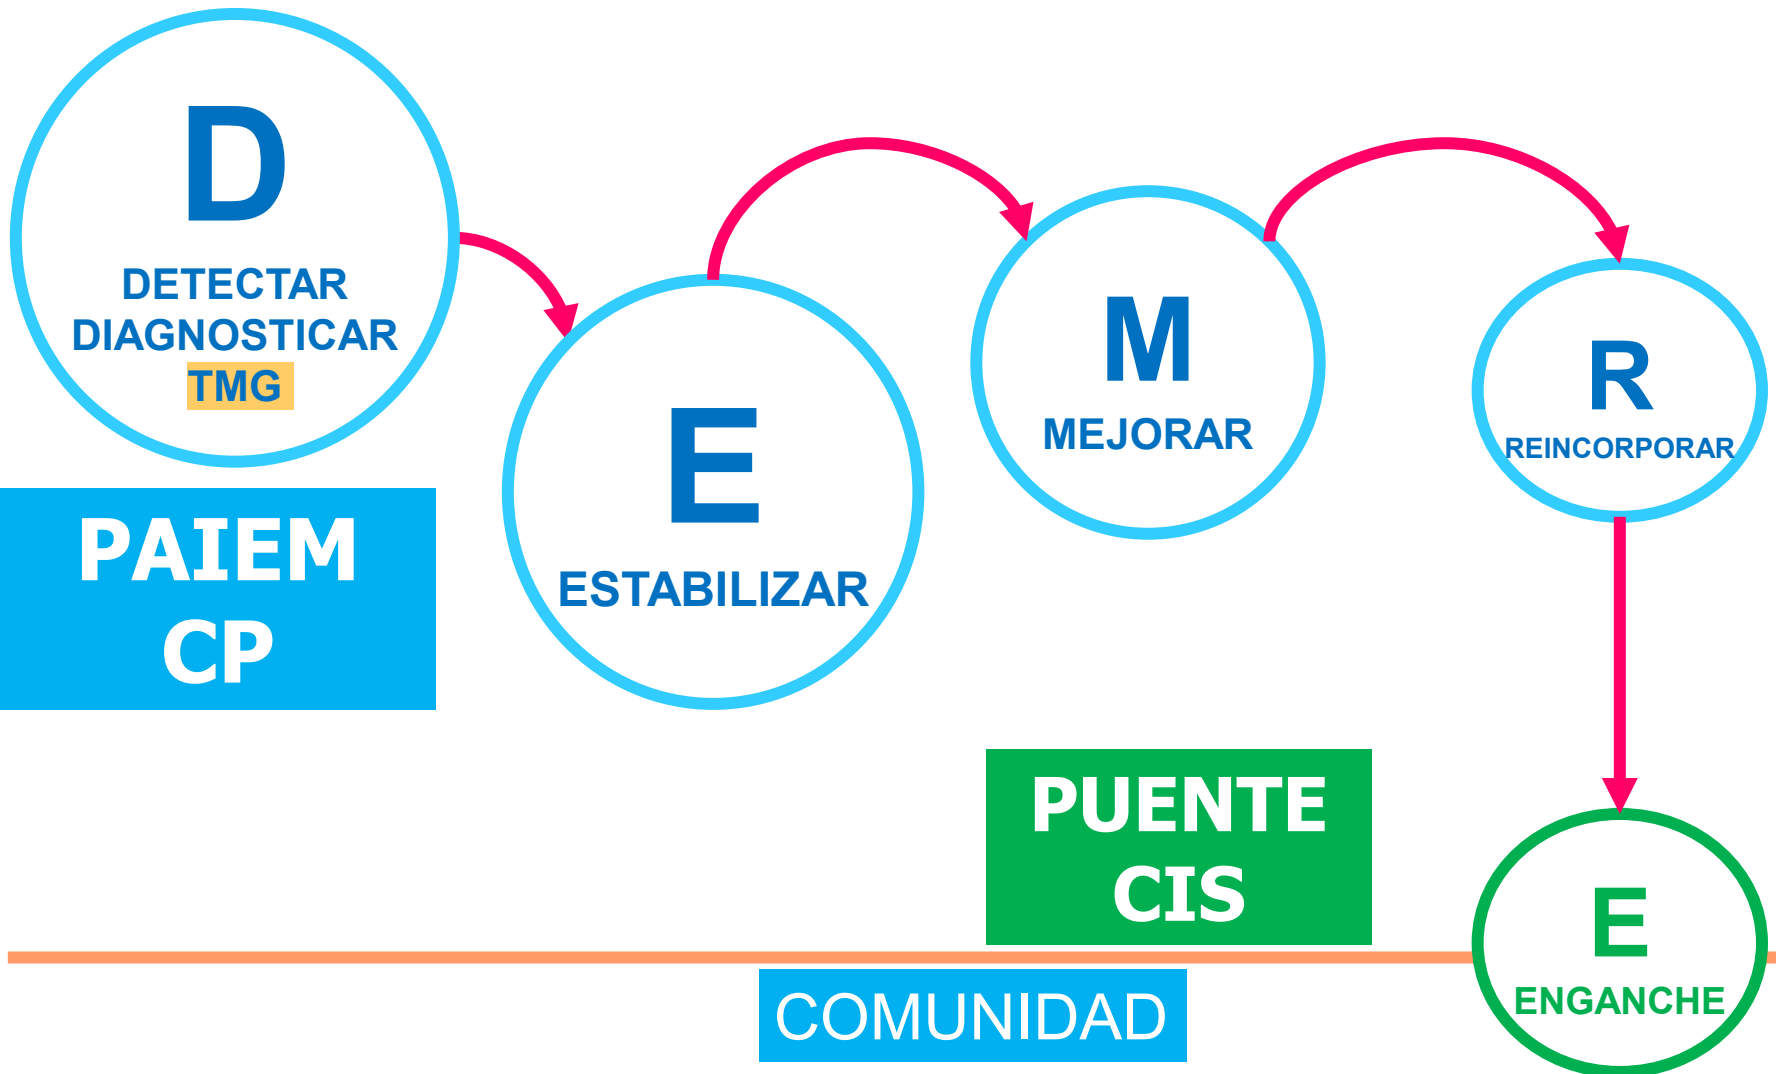 D
DETECTAR
DIAGNOSTICAR
TMG
E
ESTABILIZAR
M
MEJORAR
R
REINCORPORAR
PAIEM
CP
PUENTE
CIS
E
ENGANCHE
COMUNIDAD